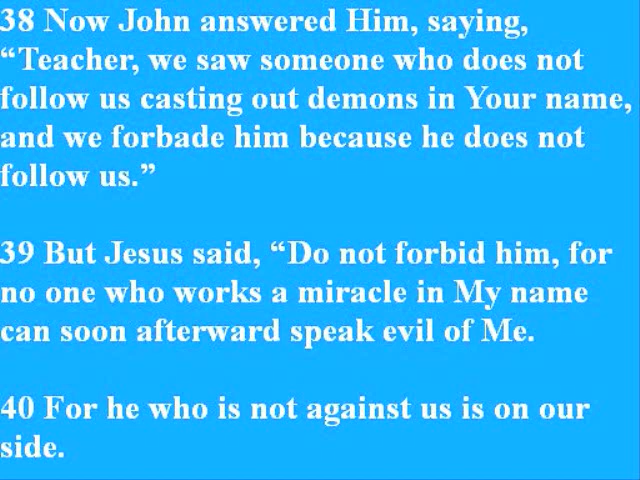 38 Now John answered Him, saying,
“Teacher, we saw someone who does not
follow us casting out demons in Your name,
and we forbade him because he does not
follow us.”
39 But Jesus said, “Do not forbid him, for
no one who works a miracle in My name
can soon afterward speak evil of Me.
40 For he who is not against us is on our
side.